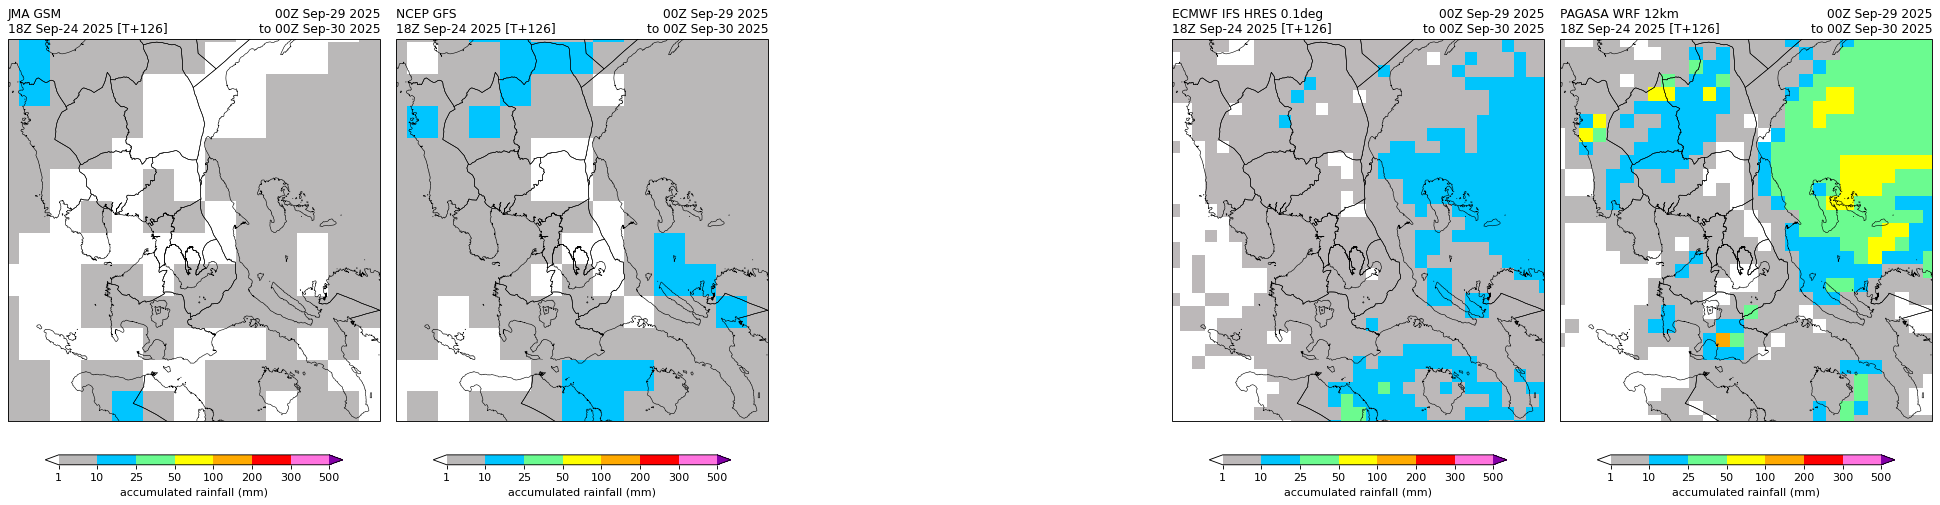 JMA GSM 00Z Sep-29 2025
18Z Sep-24 2025 [T+126] to 00Z Sep-30 2025
1 10 25 50 100 200 300 500
accumulated rainfall (mm)
NCEP GFS 00Z Sep-29 2025
18Z Sep-24 2025 [T+126] to 00Z Sep-30 2025
1 10 25 50 100 200 300 500
accumulated rainfall (mm)
ECMWF IFS HRES 0.1deg 00Z Sep-29 2025
18Z Sep-24 2025 [T+126] to 00Z Sep-30 2025
1 10 25 50 100 200 300 500
accumulated rainfall (mm)
PAGASA WRF 12km 00Z Sep-29 2025
18Z Sep-24 2025 [T+126] to 00Z Sep-30 2025
1 10 25 50 100 200 300 500
accumulated rainfall (mm)